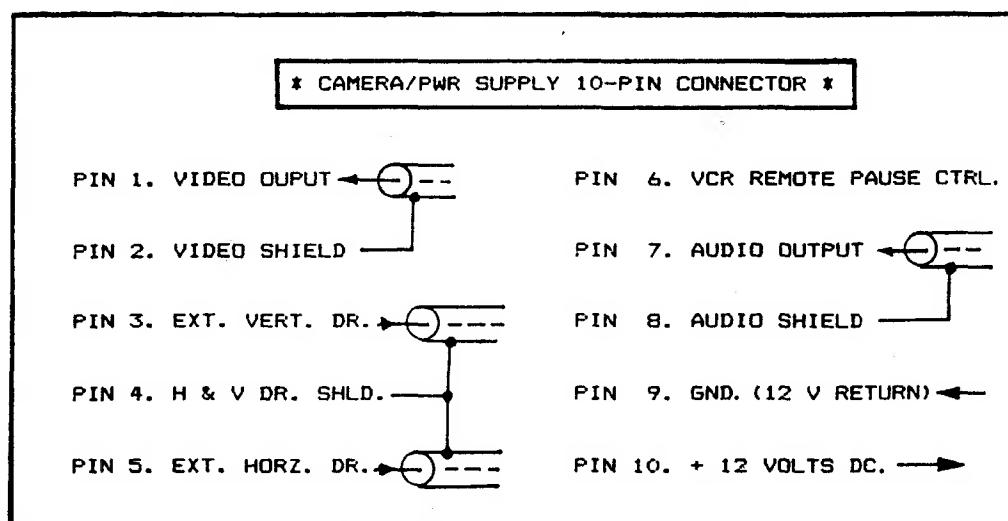 * CAMERA/PWR SUPPLY 10-PIN CONNECTOR *
PIN 1. VIDEO OUPUT
PIN 2. VIDEO SHIELD
PIN 3. EXT. VERT. DR.
PIN 4. H & V DR. SHLD.
PIN 5. EXT. HORZ. DR.
PIN 6. VCR REMOTE PAUSE CTRL.
PIN 7. AUDIO OUTPUT
PIN 8. AUDIO SHIELD
PIN 9. GND. (12 V RETURN)
PIN 10. + 12 VOLTS DC.